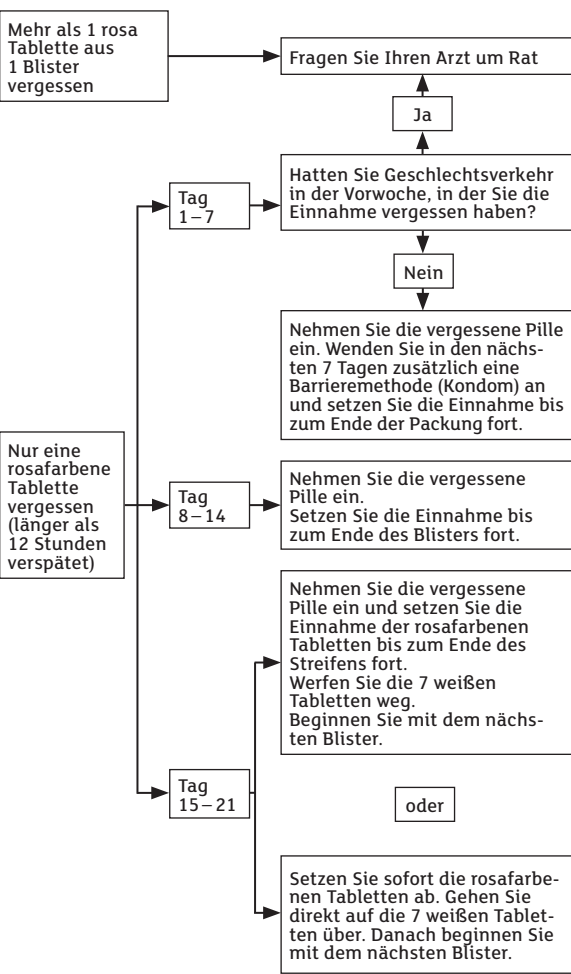 Mehr als 1 rosa
Tablette aus
1 Blister
vergessen
Fragen Sie Ihren Arzt um Rat
Ja
Hatten Sie Geschlechtsverkehr
in der Vorwoche, in der Sie die
Einnahme vergessen haben?
Tag
1–7
Nein
Nehmen Sie die vergessene Pille
ein. Wenden Sie in den nächs-
ten 7 Tagen zusätzlich eine
Barrieremethode (Kondom) an
und setzen Sie die Einnahme bis
zum Ende der Packung fort.
Nur eine
rosafarbene
Tablette
vergessen
(länger als
12 Stunden
verspätet)
Tag
8–14
Nehmen Sie die vergessene
Pille ein.
Setzen Sie die Einnahme bis
zum Ende des Blisters fort.
Nehmen Sie die vergessene
Pille ein und setzen Sie die
Einnahme der rosafarbenen
Tabletten bis zum Ende des
Streifens fort.
Werfen Sie die 7 weißen
Tabletten weg.
Beginnen Sie mit dem nächs-
ten Blister.
Tag
15–21
oder
Setzen Sie sofort die rosafarbe-
nen Tabletten ab. Gehen Sie
direkt auf die 7 weißen Tablet-
ten über. Danach beginnen Sie
mit dem nächsten Blister.